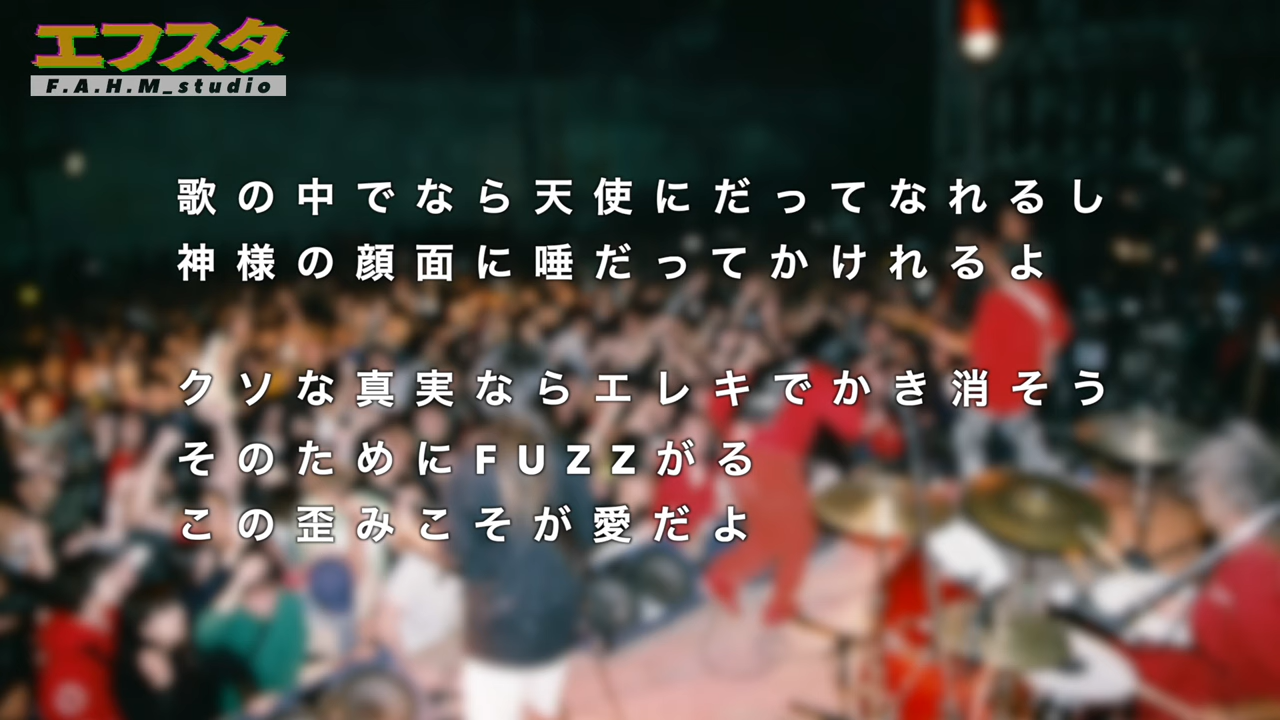 エフスタ
F.A.H.M_studio
歌の中でなら天使にだってなれるし
神様の顔面に唾だってかけれるよ
クソな真実ならエレキでかき消そう
そのためにFUZZがる
この歪みこそが愛だよ